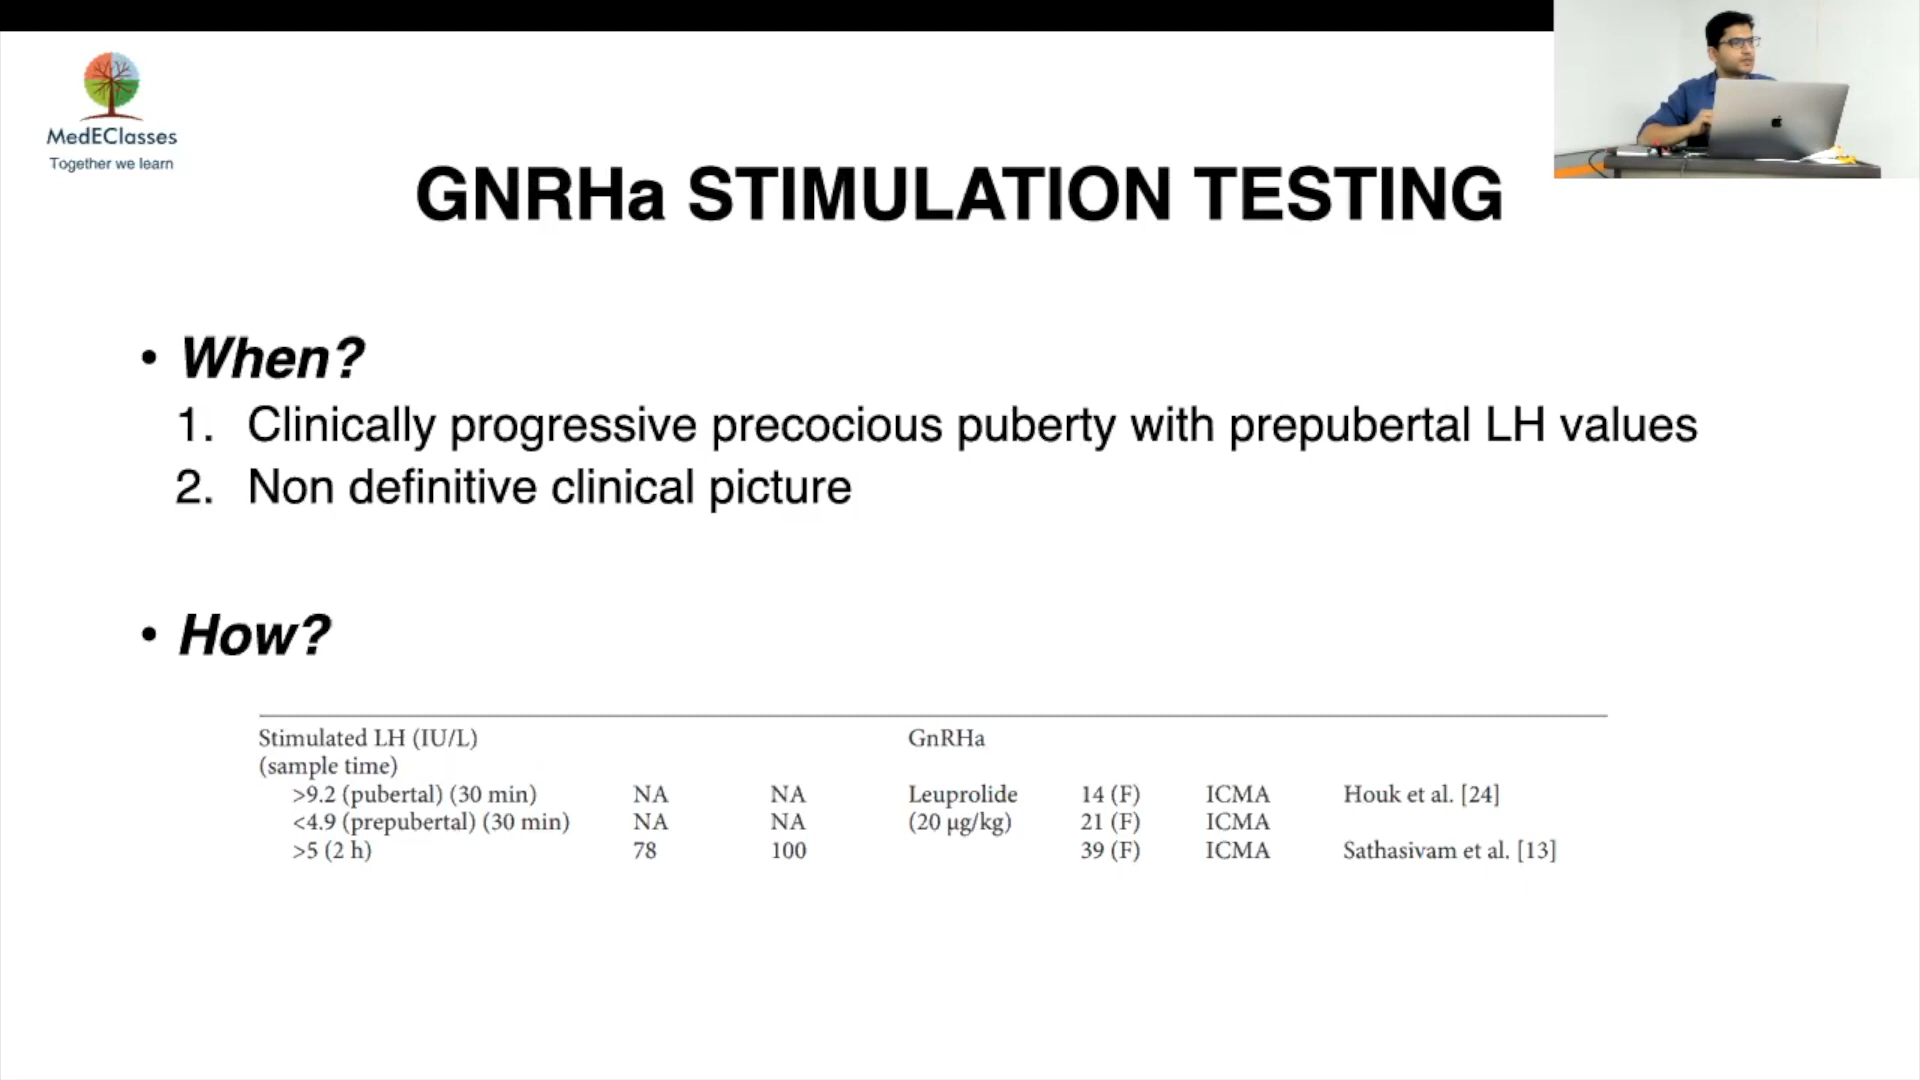 MedEClasses
Together we learn
GNRHa STIMULATION TESTING
• When?
1. Clinically progressive precocious puberty with prepubertal LH values
2. Non definitive clinical picture
• How?
Stimulated LH (IU/L) GnRHa
(sample time)
>9.2 (pubertal) (30 min) NA NA Leuprolide 14 (F) ICMA Houk et al. [24]
<4.9 (prepubertal) (30 min) NA NA (20 µg/kg) 21 (F) ICMA
>5 (2 h) 78 100 39 (F) ICMA Sathasivam et al. [13]